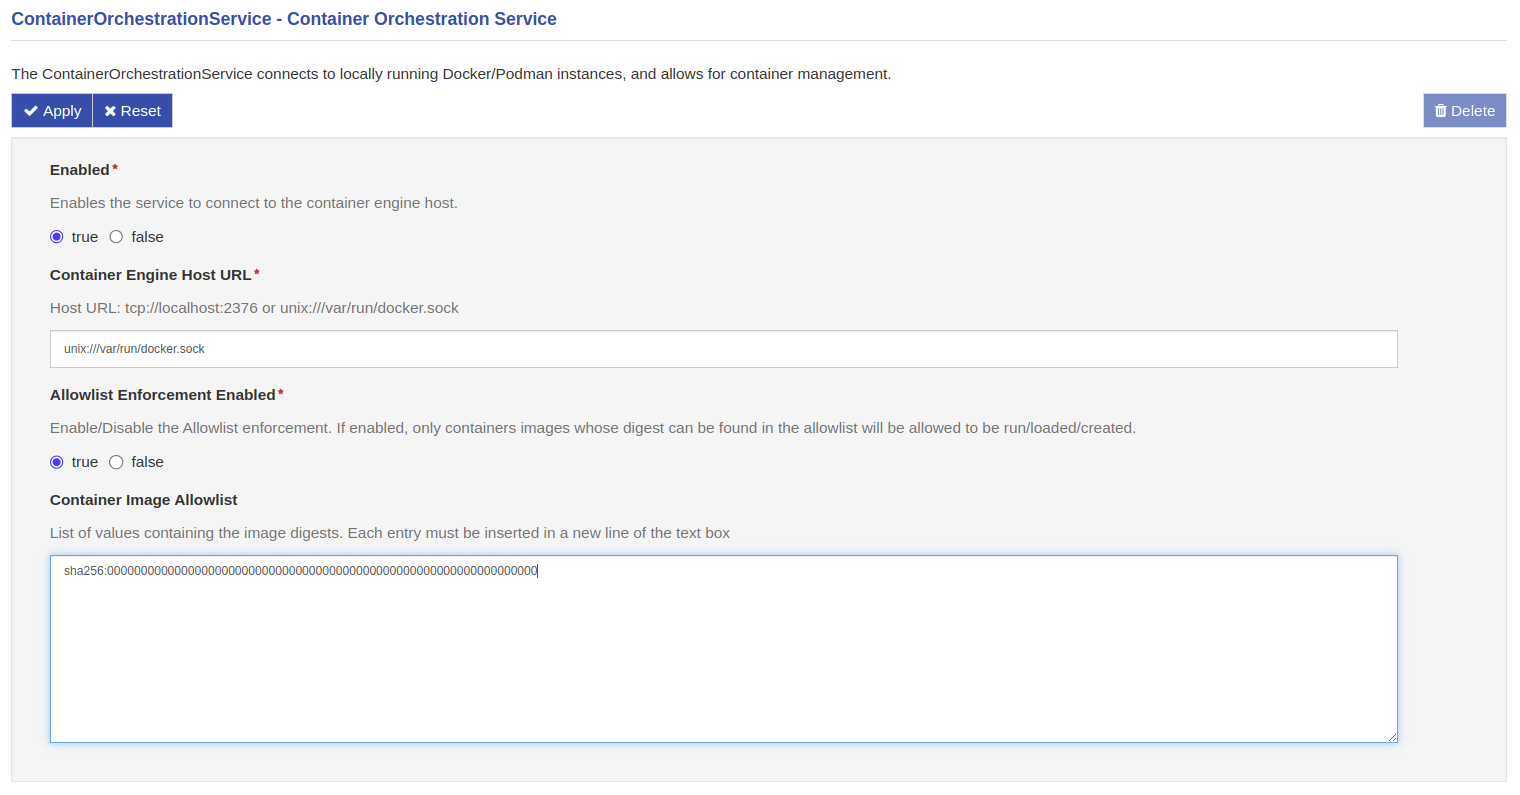 ContainerOrchestrationService - Container Orchestration Service
The ContainerOrchestrationService connects to locally running Docker/Podman instances, and allows for container management.
Apply Reset Delete
Enabled*
Enables the service to connect to the container engine host.
true false
Container Engine Host URL*
Host URL: tcp://localhost:2376 or unix:///var/run/docker.sock
unix:///var/run/docker.sock
Allowlist Enforcement Enabled*
Enable/Disable the Allowlist enforcement. If enabled, only containers images whose digest can be found in the allowlist will be allowed to be run/loaded/created.
true false
Container Image Allowlist
List of values containing the image digests. Each entry must be inserted in a new line of the text box
sha256:0000000000000000000000000000000000000000000000000000000000000000